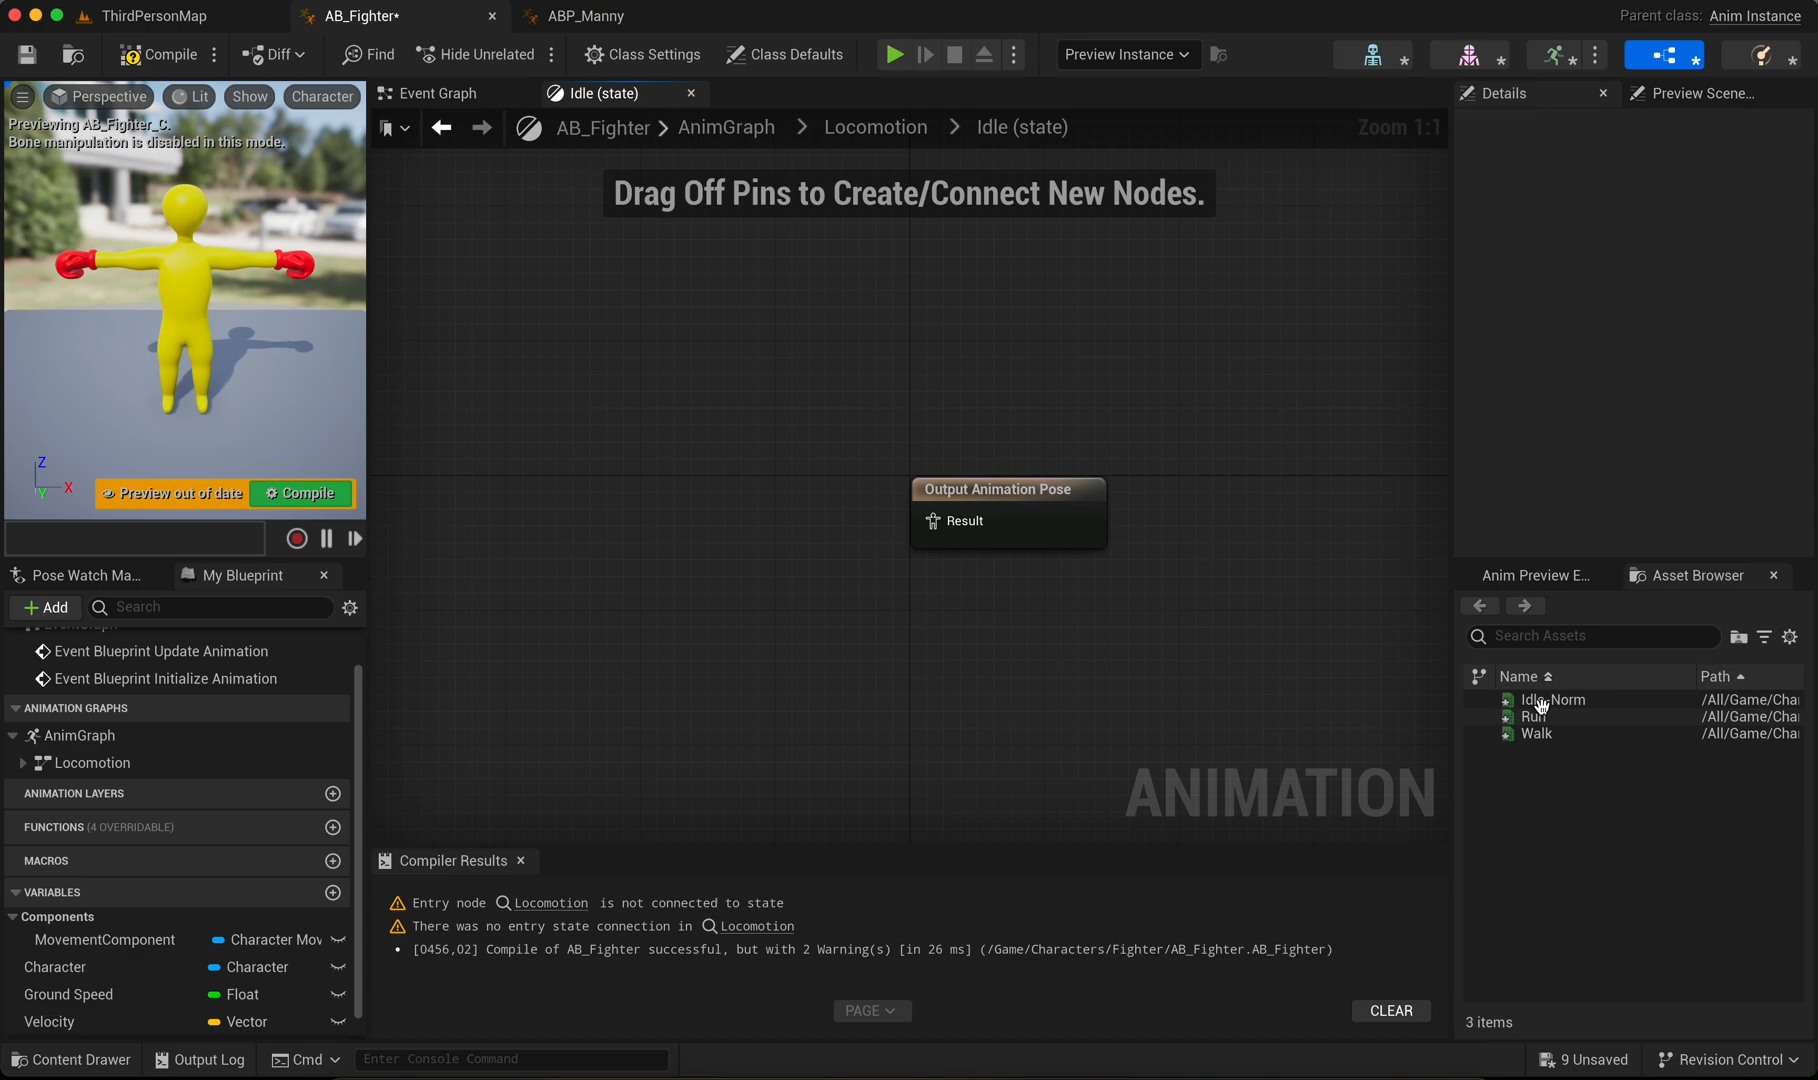 ThirdPersonMap
AB_Fighter*
ABP_Manny
Parent class: Anim Instance
Compile
Diff
Find
Hide Unrelated
Class Settings
Class Defaults
Preview Instance
Perspective
Lit
Show
Character
Previewing AB_Fighter_C.
Bone manipulation is disabled in this mode.
Z
X
Y
Preview out of date
Compile
Event Graph
Idle (state)
AB_Fighter > AnimGraph > Locomotion > Idle (state)
Zoom 1:1
Drag Off Pins to Create/Connect New Nodes.
Output Animation Pose
Result
ANIMATION
Details
Preview Scene...
Pose Watch Ma...
My Blueprint
+ Add
Search
Event Blueprint Update Animation
Event Blueprint Initialize Animation
ANIMATION GRAPHS
AnimGraph
Locomotion
ANIMATION LAYERS
FUNCTIONS (4 OVERRIDABLE)
MACROS
VARIABLES
Components
MovementComponent
Character Mov
Character
Character
Ground Speed
Float
Velocity
Vector
Compiler Results
Entry node Locomotion is not connected to state
There was no entry state connection in Locomotion
[0456,02] Compile of AB_Fighter successful, but with 2 Warning(s) [in 26 ms] (/Game/Characters/Fighter/AB_Fighter.AB_Fighter)
PAGE
CLEAR
Anim Preview E...
Asset Browser
Search Assets
Name
Path
/All/Game/Cha
Run
/All/Game/Cha
Walk
/All/Game/Cha
3 items
Content Drawer
Output Log
Cmd
Enter Console Command
9 Unsaved
Revision Control